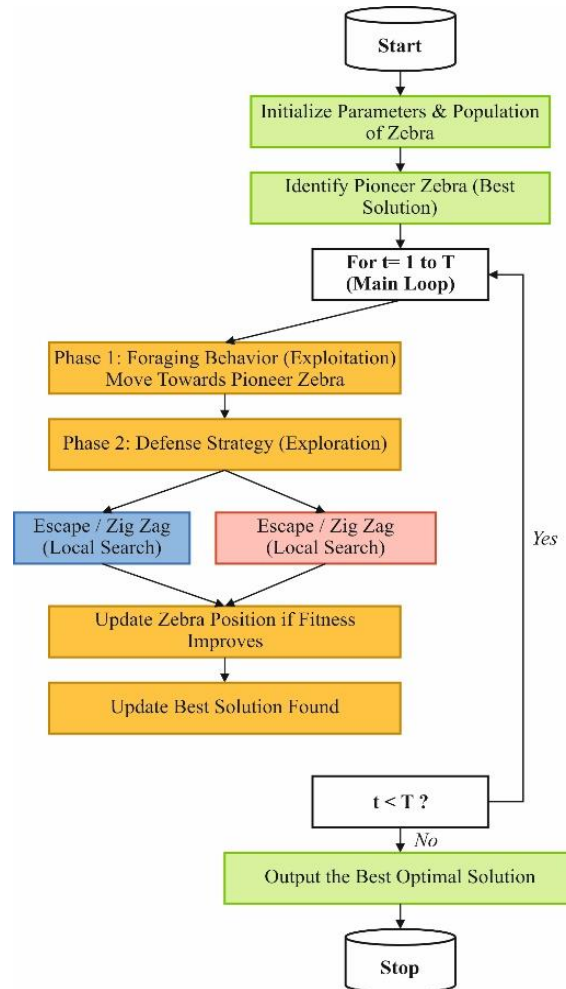 Start
Initialize Parameters & Population
of Zebra
Identify Pioneer Zebra (Best
Solution)
For t= 1 to T
(Main Loop)
Phase 1: Foraging Behavior (Exploitation)
Move Towards Pioneer Zebra
Phase 2: Defense Strategy (Exploration)
Escape / Zig Zag
(Local Search)
Escape / Zig Zag
(Local Search)
Yes
Update Zebra Position if Fitness
Improves
Update Best Solution Found
t < T ?
No
Output the Best Optimal Solution
Stop